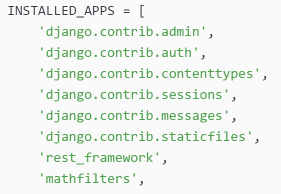 INSTALLED_APPS = [
    'django.contrib.admin',
    'django.contrib.auth',
    'django.contrib.contenttypes',
    'django.contrib.sessions',
    'django.contrib.messages',
    'django.contrib.staticfiles',
    'rest_framework',
    'mathfilters',